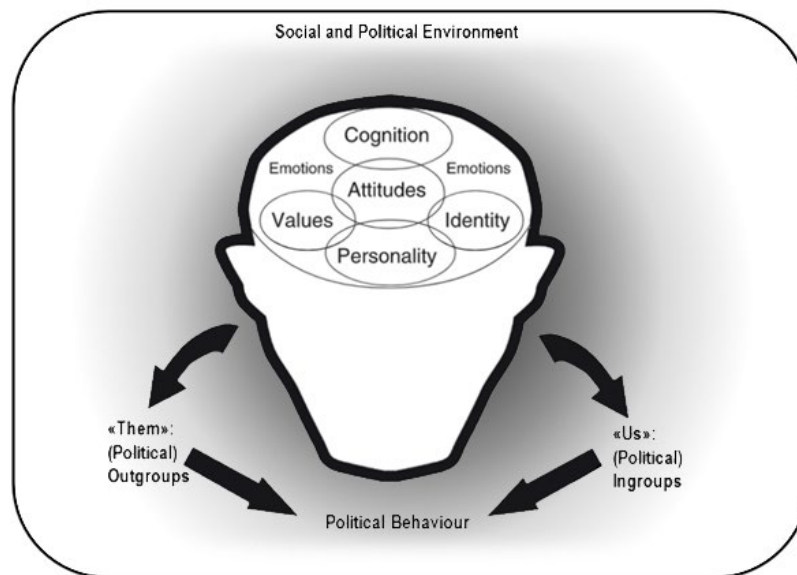 Social and Political Environment
Cognition
Emotions
Emotions
Attitudes
Values
Identity
Personality
«Them»:
(Political)
Outgroups
«Us»:
(Political)
Ingroups
Political Behaviour